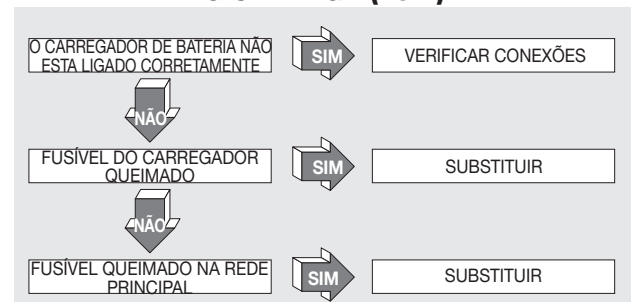 O CARREGADOR DE BATERIA NÃO
ESTA LIGADO CORRETAMENTE
SIM
VERIFICAR CONEXÕES
NÃO
FUSÍVEL DO CARREGADOR
QUEIMADO
SIM
SUBSTITUIR
NÃO
FUSÍVEL QUEIMADO NA REDE
PRINCIPAL
SIM
SUBSTITUIR